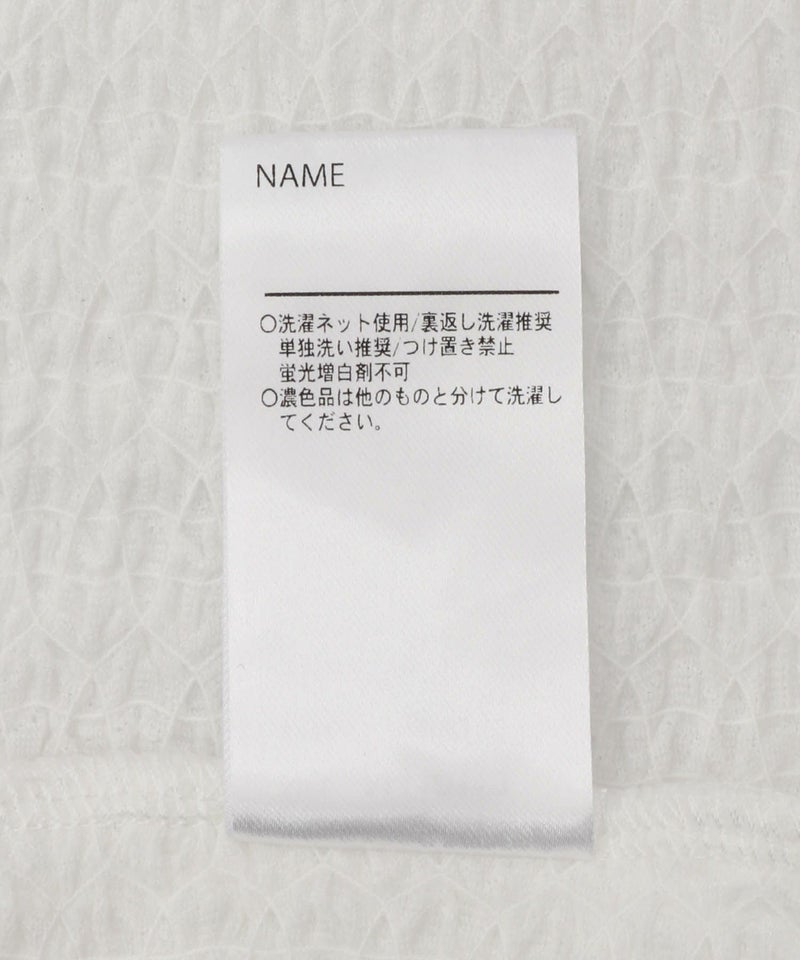 NAME
〇洗濯ネット使用/裏返し洗濯推奨
単独洗い推奨/つけ置き禁止
蛍光増白剤不可
〇濃色品は他のものと分けて洗濯し
てください。